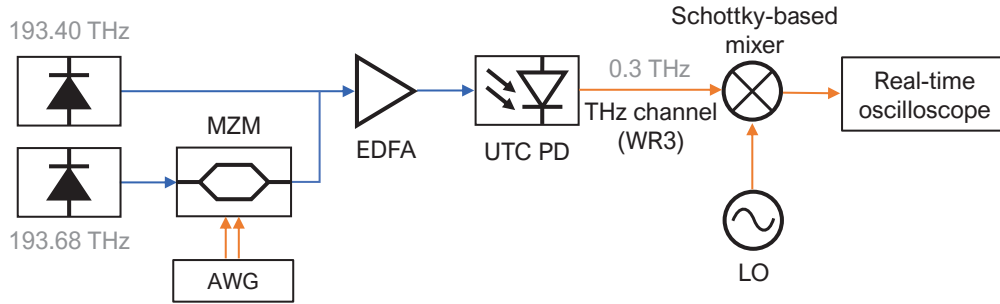 193.40 THz
MZM
193.68 THz
AWG
EDFA
UTC PD
0.3 THz
THz channel
(WR3)
Schottky-based
mixer
LO
Real-time
oscilloscope